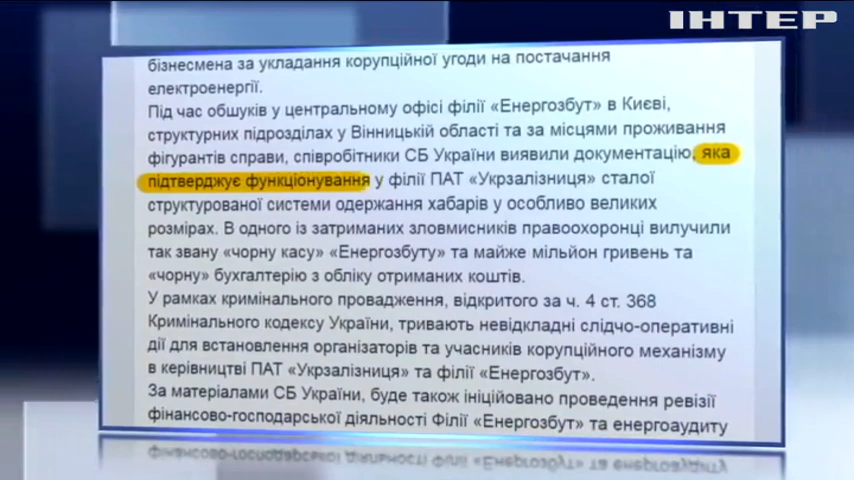 ІНТЕР
бізнесмена за укладання корупційної угоди на постачання
електроенергії.
Під час обшуків у центральному офісі філії «Енергозбут» в Києві,
структурних підрозділах у Вінницькій області та за місцями проживання
фігурантів справи, співробітники СБ України виявили документацію, яка
підтверджує функціонування у філії ПАТ «Укрзалізниця» сталої
структурованої системи одержання хабарів у особливо великих
розмірах. В одного із затриманих зловмисників правоохоронці вилучили
так звану «чорну касу» «Енергозбуту» та майже мільйон гривень та
«чорну» бухгалтерію з обліку отриманих коштів.
У рамках кримінального провадження, відкритого за ч. 4 ст. 368
Кримінального кодексу України, тривають невідкладні слідчо-оперативні
дії для встановлення організаторів та учасників корупційного механізму
в керівництві ПАТ «Укрзалізниця» та філії «Енергозбут».
За матеріалами СБ України, буде також ініційовано проведення ревізії
фінансово-господарської діяльності Філії «Енергозбут» та енергоаудиту